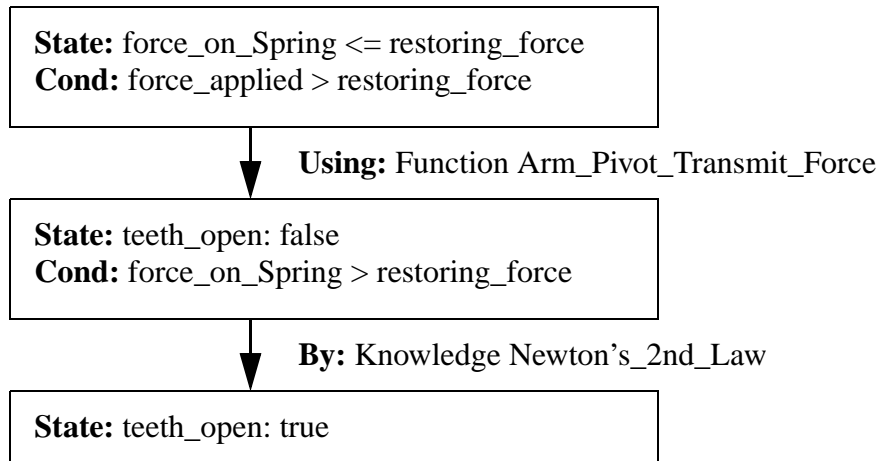 State: force_on_Spring <= restoring_force
Cond: force_applied > restoring_force
Using: Function Arm_Pivot_Transmit_Force
State: teeth_open: false
Cond: force_on_Spring > restoring_force
By: Knowledge Newton's_2nd_Law
State: teeth_open: true